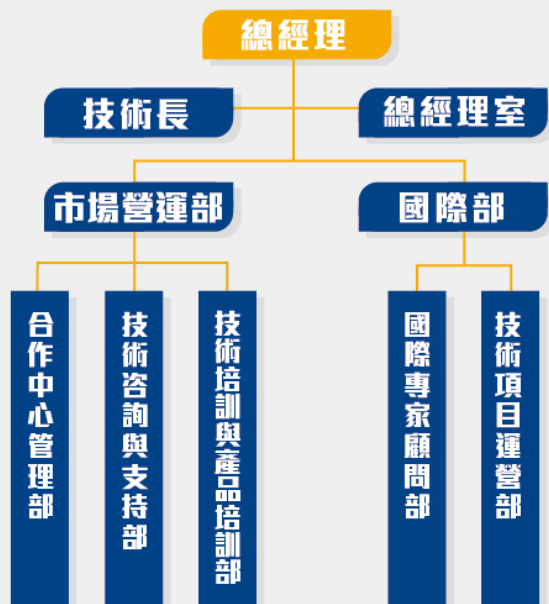 總經理
技術長
總經理室
市場營運部
國際部
合作中心管理部
技術咨詢與支持部
技術培訓與產品培訓部
國際專家顧問部
技術項目運營部